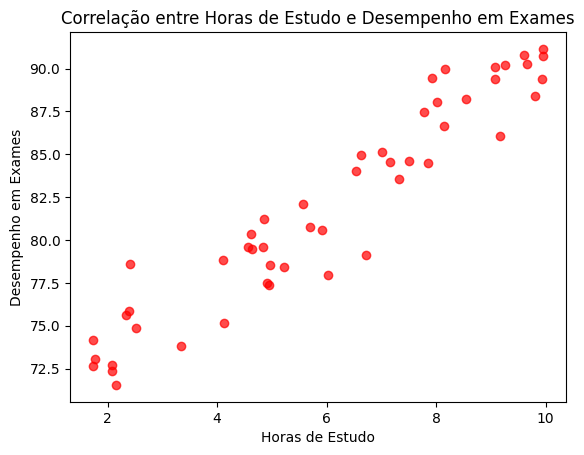 Correlação entre Horas de Estudo e Desempenho em Exames
90.0
87.5
85.0
82.5
80.0
77.5
75.0
72.5
Desempenho em Exames
2 4 6 8 10
Horas de Estudo